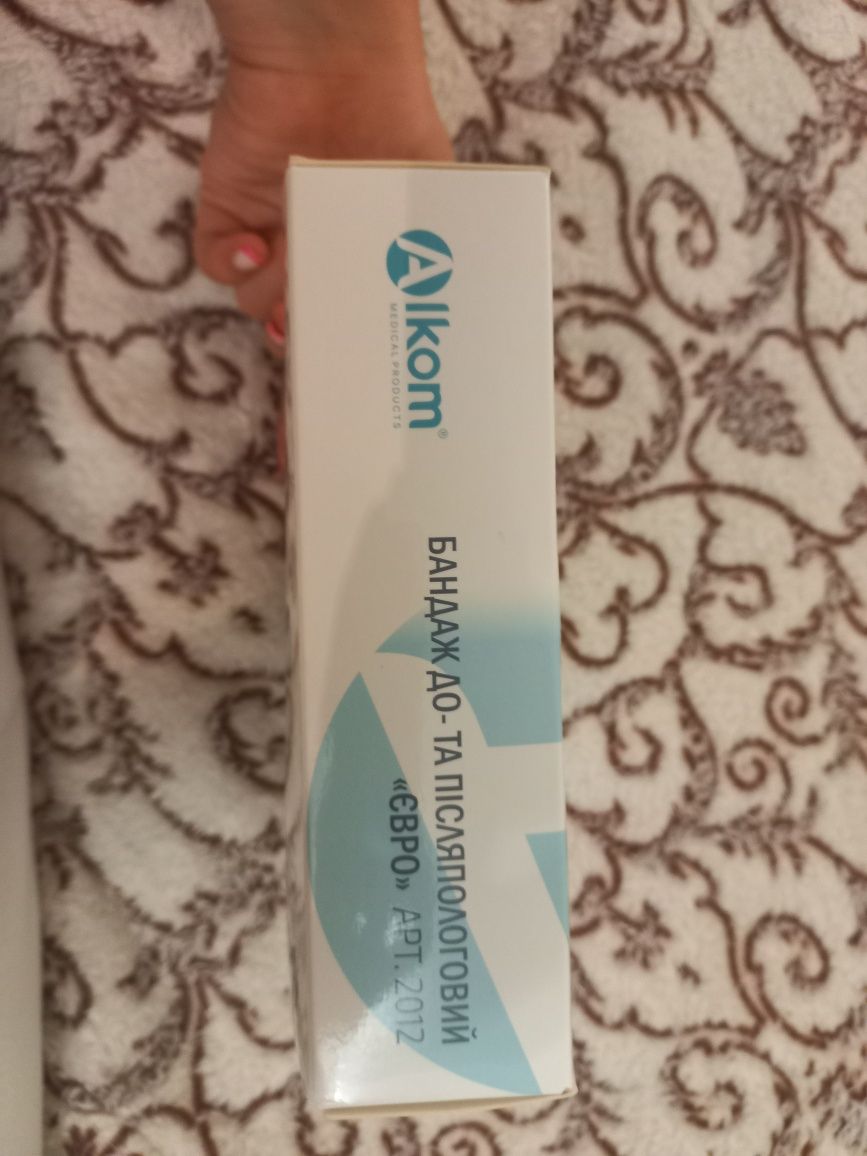 Alkom®
MEDICAL PRODUCTS
БАНДАЖ ДО- ТА ПІСЛЯПОЛОГОВИЙ
«ЄВРО» АРТ. 2012